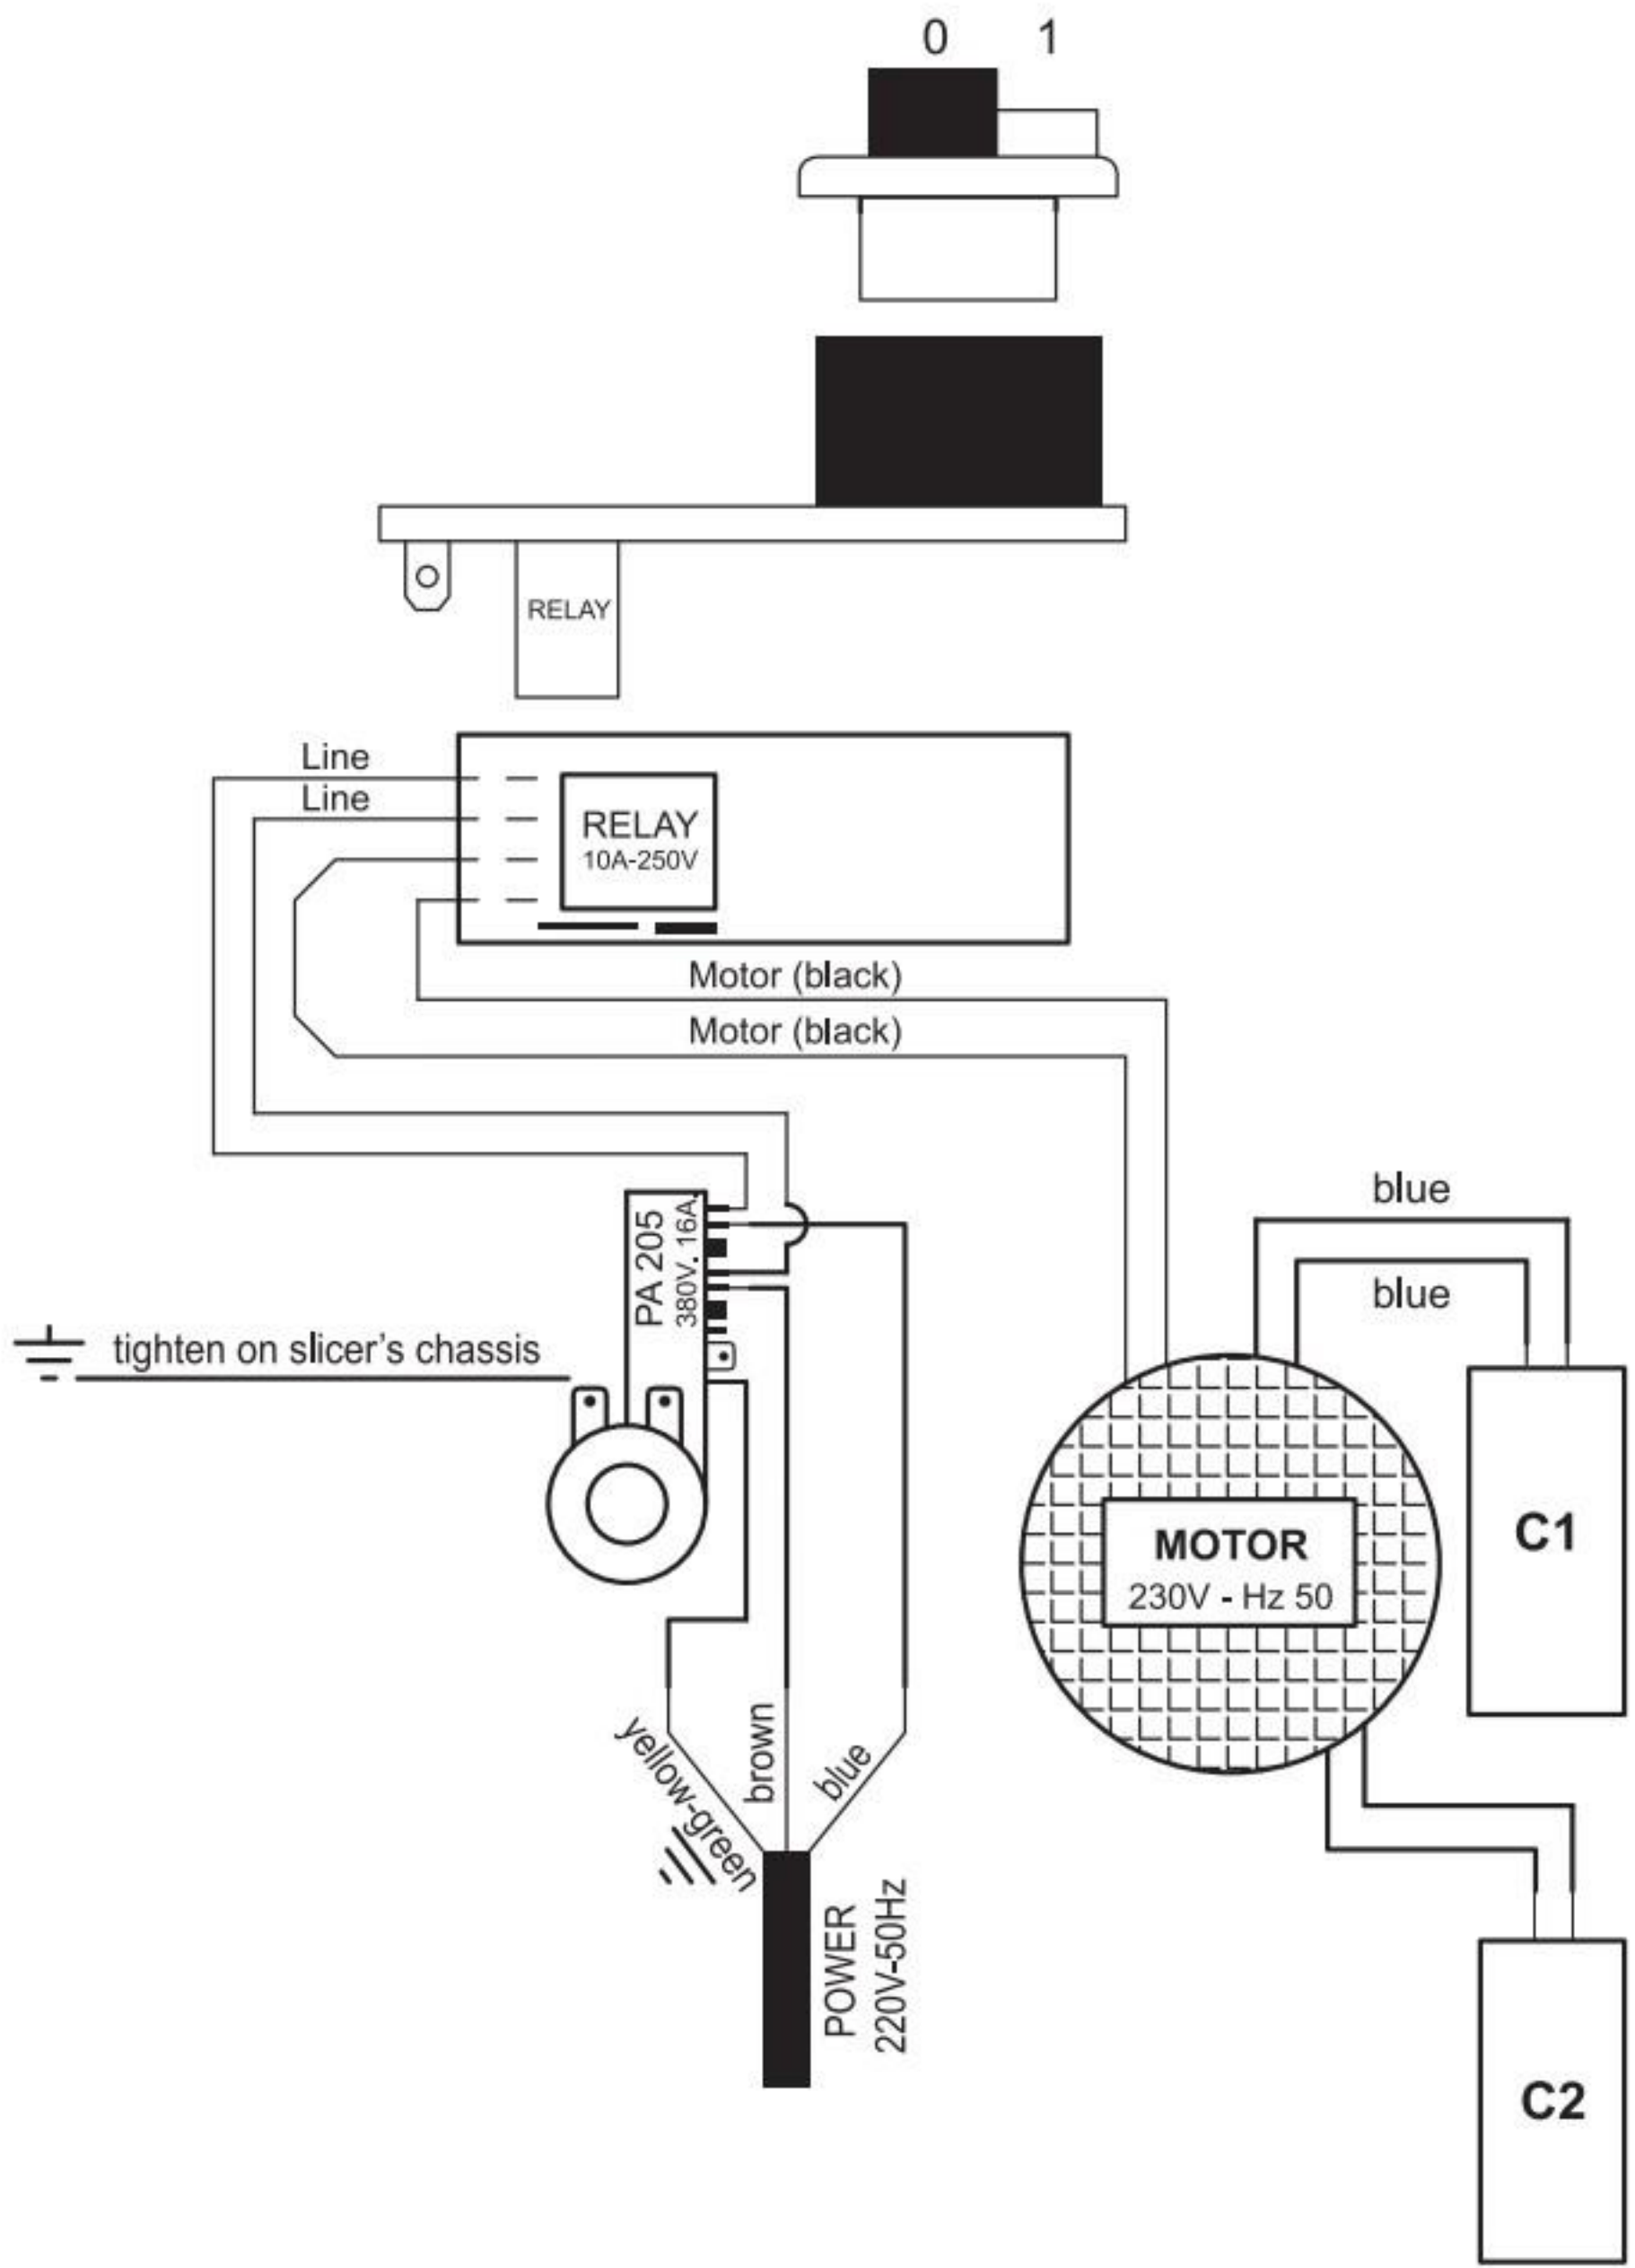 0 1
RELAY
Line
Line
RELAY
10A-250V
Motor (black)
Motor (black)
PA 205
380V. 16A.
blue
blue
tighten on slicer's chassis
MOTOR
230V - Hz 50
C1
yellow-green
brown
blue
POWER
220V-50Hz
C2